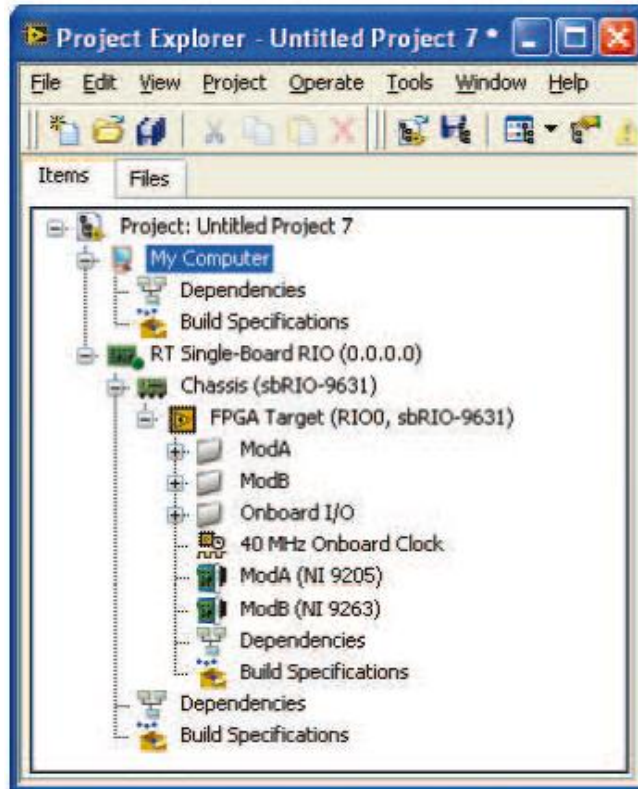 Project Explorer - Untitled Project 7 *
File Edit View Project Operate Tools Window Help
Items Files
Project: Untitled Project 7
My Computer
Dependencies
Build Specifications
RT Single-Board RIO (0.0.0.0)
Chassis (sbRIO-9631)
FPGA Target (RIO0, sbRIO-9631)
ModA
ModB
Onboard I/O
40 MHz Onboard Clock
ModA (NI 9205)
ModB (NI 9263)
Dependencies
Build Specifications
Dependencies
Build Specifications